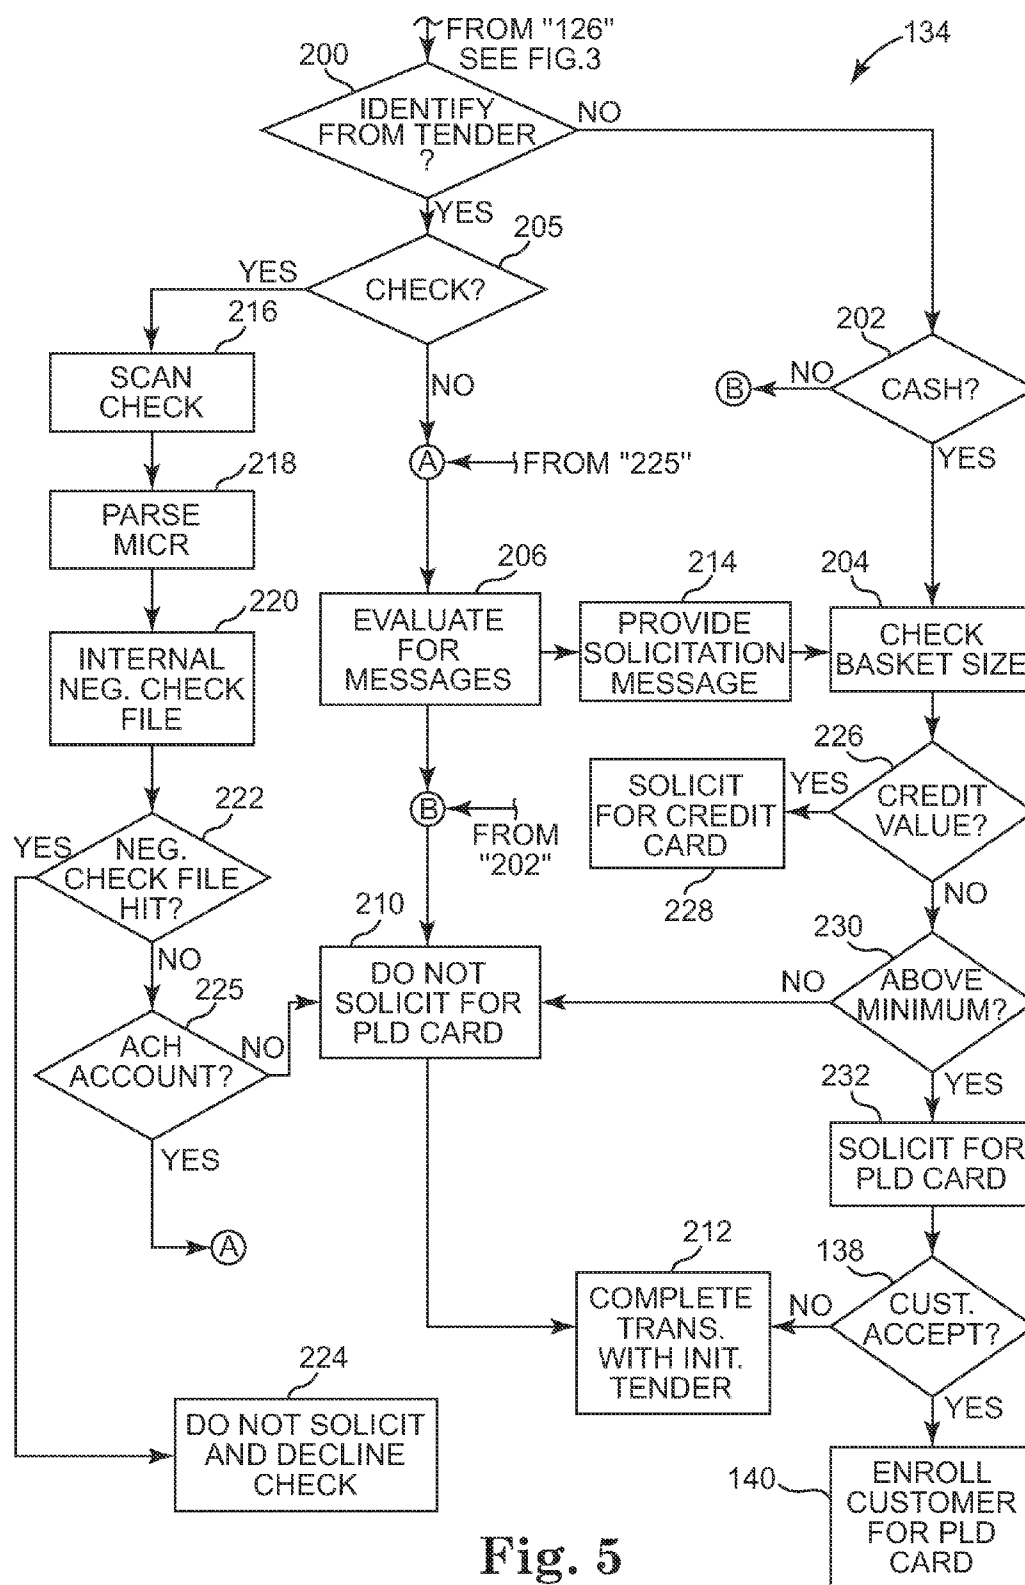 FROM "126"
SEE FIG.3
134
200
IDENTIFY
FROM TENDER
?
NO
YES
205
CHECK?
YES
NO
216
SCAN
CHECK
202
CASH?
NO
B
YES
A
FROM "225"
218
PARSE
MICR
206
EVALUATE
FOR
MESSAGES
214
PROVIDE
SOLICITATION
MESSAGE
204
CHECK
BASKET SIZE
220
INTERNAL
NEG. CHECK
FILE
226
CREDIT
VALUE?
YES
NO
SOLICIT
FOR CREDIT
CARD
228
B
FROM
"202"
222
NEG.
CHECK FILE
HIT?
YES
NO
210
DO NOT
SOLICIT FOR
PLD CARD
230
ABOVE
MINIMUM?
NO
YES
225
ACH
ACCOUNT?
NO
YES
A
232
SOLICIT FOR
PLD CARD
212
COMPLETE
TRANS.
WITH INIT.
TENDER
138
CUST.
ACCEPT?
NO
YES
224
DO NOT SOLICIT
AND DECLINE
CHECK
140
ENROLL
CUSTOMER
FOR PLD
CARD
Fig. 5